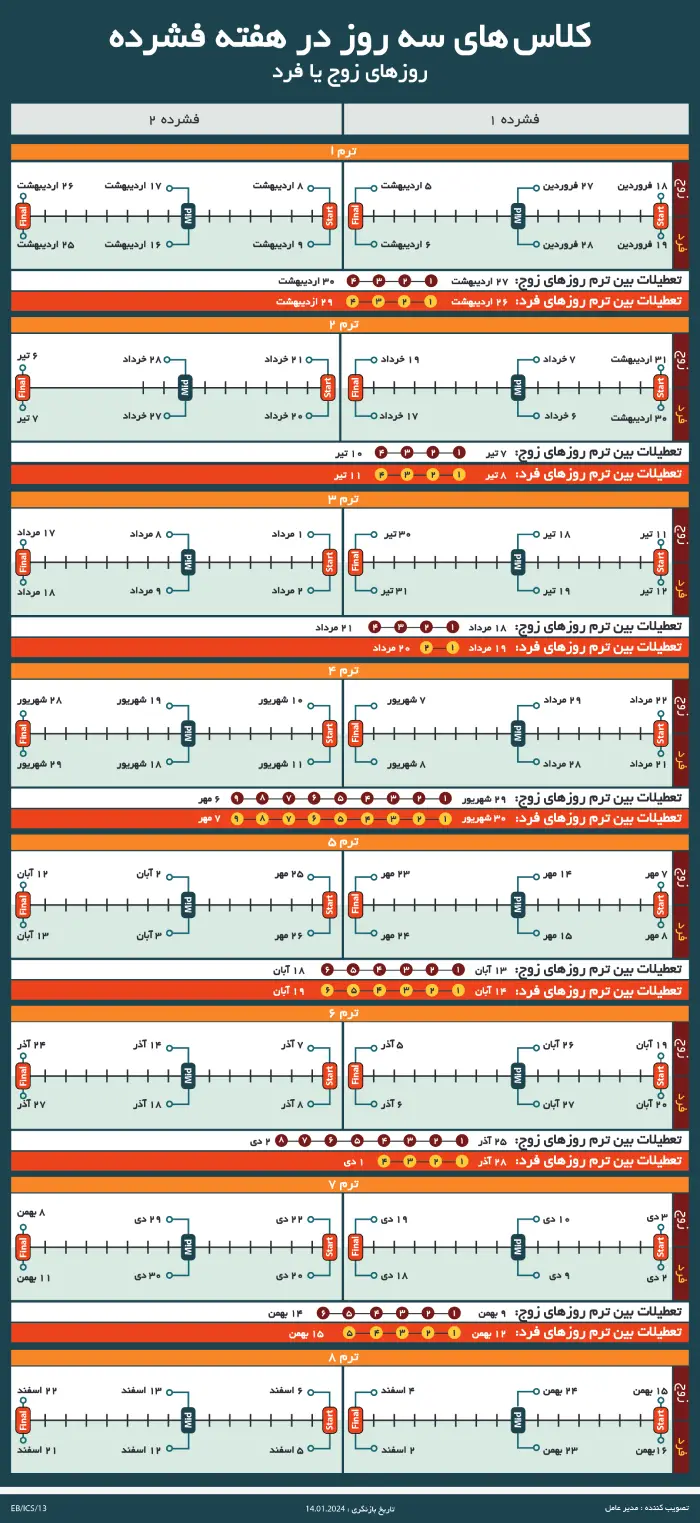 کلاس های سه روز در هفته فشرده
روزهای زوج یا فرد
فشرده ۱ فشرده ۲
ترم ۱
زوج ۱۸ فروردین ۲۷ فروردین ۵ اردیبهشت ۸ اردیبهشت ۱۷ اردیبهشت ۲۶ اردیبهشت
Start Mid Final Start Mid Final
فرد ۱۹ فروردین ۲۸ فروردین ۶ اردیبهشت ۹ اردیبهشت ۱۶ اردیبهشت ۲۵ اردیبهشت
تعطیلات بین ترم روزهای زوج: ۲۷ اردیبهشت ۱ ۲ ۳ ۴ ۳۰ اردیبهشت
تعطیلات بین ترم روزهای فرد: ۲۶ اردیبهشت ۱ ۲ ۳ ۴ ۲۹ اردیبهشت
ترم ۲
زوج ۳۱ اردیبهشت ۷ خرداد ۱۹ خرداد ۲۱ خرداد ۲۸ خرداد ۶ تیر
Start Mid Final Start Mid Final
فرد ۳۰ اردیبهشت ۶ خرداد ۱۷ خرداد ۲۰ خرداد ۲۷ خرداد ۷ تیر
تعطیلات بین ترم روزهای زوج: ۷ تیر ۱ ۲ ۳ ۴ ۱۰ تیر
تعطیلات بین ترم روزهای فرد: ۸ تیر ۱ ۲ ۳ ۴ ۱۱ تیر
ترم ۳
زوج ۱۱ تیر ۱۸ تیر ۳۰ تیر ۱ مرداد ۸ مرداد ۱۷ مرداد
Start Mid Final Start Mid Final
فرد ۱۲ تیر ۱۹ تیر ۳۱ تیر ۲ مرداد ۹ مرداد ۱۸ مرداد
تعطیلات بین ترم روزهای زوج: ۱۸ مرداد ۱ ۲ ۳ ۴ ۲۱ مرداد
تعطیلات بین ترم روزهای فرد: ۱۹ مرداد ۱ ۲ ۲۰ مرداد
ترم ۴
زوج ۲۲ مرداد ۲۹ مرداد ۷ شهریور ۱۰ شهریور ۱۹ شهریور ۲۸ شهریور
Start Mid Final Start Mid Final
فرد ۲۱ مرداد ۲۸ مرداد ۸ شهریور ۱۱ شهریور ۱۸ شهریور ۲۹ شهریور
تعطیلات بین ترم روزهای زوج: ۲۹ شهریور ۱ ۲ ۳ ۴ ۵ ۶ ۷ ۸ ۹ ۶ مهر
تعطیلات بین ترم روزهای فرد: ۳۰ شهریور ۱ ۲ ۳ ۴ ۵ ۶ ۷ ۸ ۹ ۷ مهر
ترم ۵
زوج ۷ مهر ۱۴ مهر ۲۳ مهر ۲۵ مهر ۲ آبان ۱۲ آبان
Start Mid Final Start Mid Final
فرد ۸ مهر ۱۵ مهر ۲۴ مهر ۲۶ مهر ۳ آبان ۱۳ آبان
تعطیلات بین ترم روزهای زوج: ۱۳ آبان ۱ ۲ ۳ ۴ ۵ ۶ ۱۸ آبان
تعطیلات بین ترم روزهای فرد: ۱۴ آبان ۱ ۲ ۳ ۴ ۵ ۶ ۱۹ آبان
ترم ۶
زوج ۱۹ آبان ۲۶ آبان ۵ آذر ۷ آذر ۱۴ آذر ۲۴ آذر
Start Mid Final Start Mid Final
فرد ۲۰ آبان ۲۷ آبان ۶ آذر ۸ آذر ۱۸ آذر ۲۷ آذر
تعطیلات بین ترم روزهای زوج: ۲۵ آذر ۱ ۲ ۳ ۴ ۵ ۶ ۷ ۸ ۲ دی
تعطیلات بین ترم روزهای فرد: ۲۸ آذر ۱ ۲ ۳ ۴ ۱ دی
ترم ۷
زوج ۳ دی ۱۰ دی ۱۹ دی ۲۲ دی ۲۹ دی ۸ بهمن
Start Mid Final Start Mid Final
فرد ۲ دی ۹ دی ۱۸ دی ۲۰ دی ۳۰ دی ۱۱ بهمن
تعطیلات بین ترم روزهای زوج: ۹ بهمن ۱ ۲ ۳ ۴ ۵ ۶ ۱۴ بهمن
تعطیلات بین ترم روزهای فرد: ۱۲ بهمن ۱ ۲ ۳ ۴ ۵ ۱۵ بهمن
ترم ۸
زوج ۱۵ بهمن ۲۴ بهمن ۴ اسفند ۶ اسفند ۱۳ اسفند ۲۲ اسفند
Start Mid Final Start Mid Final
فرد ۱۶ بهمن ۲۳ بهمن ۲ اسفند ۵ اسفند ۱۲ اسفند ۲۱ اسفند
تصویب کننده : مدیر عامل تاریخ بازنگری : 14.01.2024 EB/ICS/13